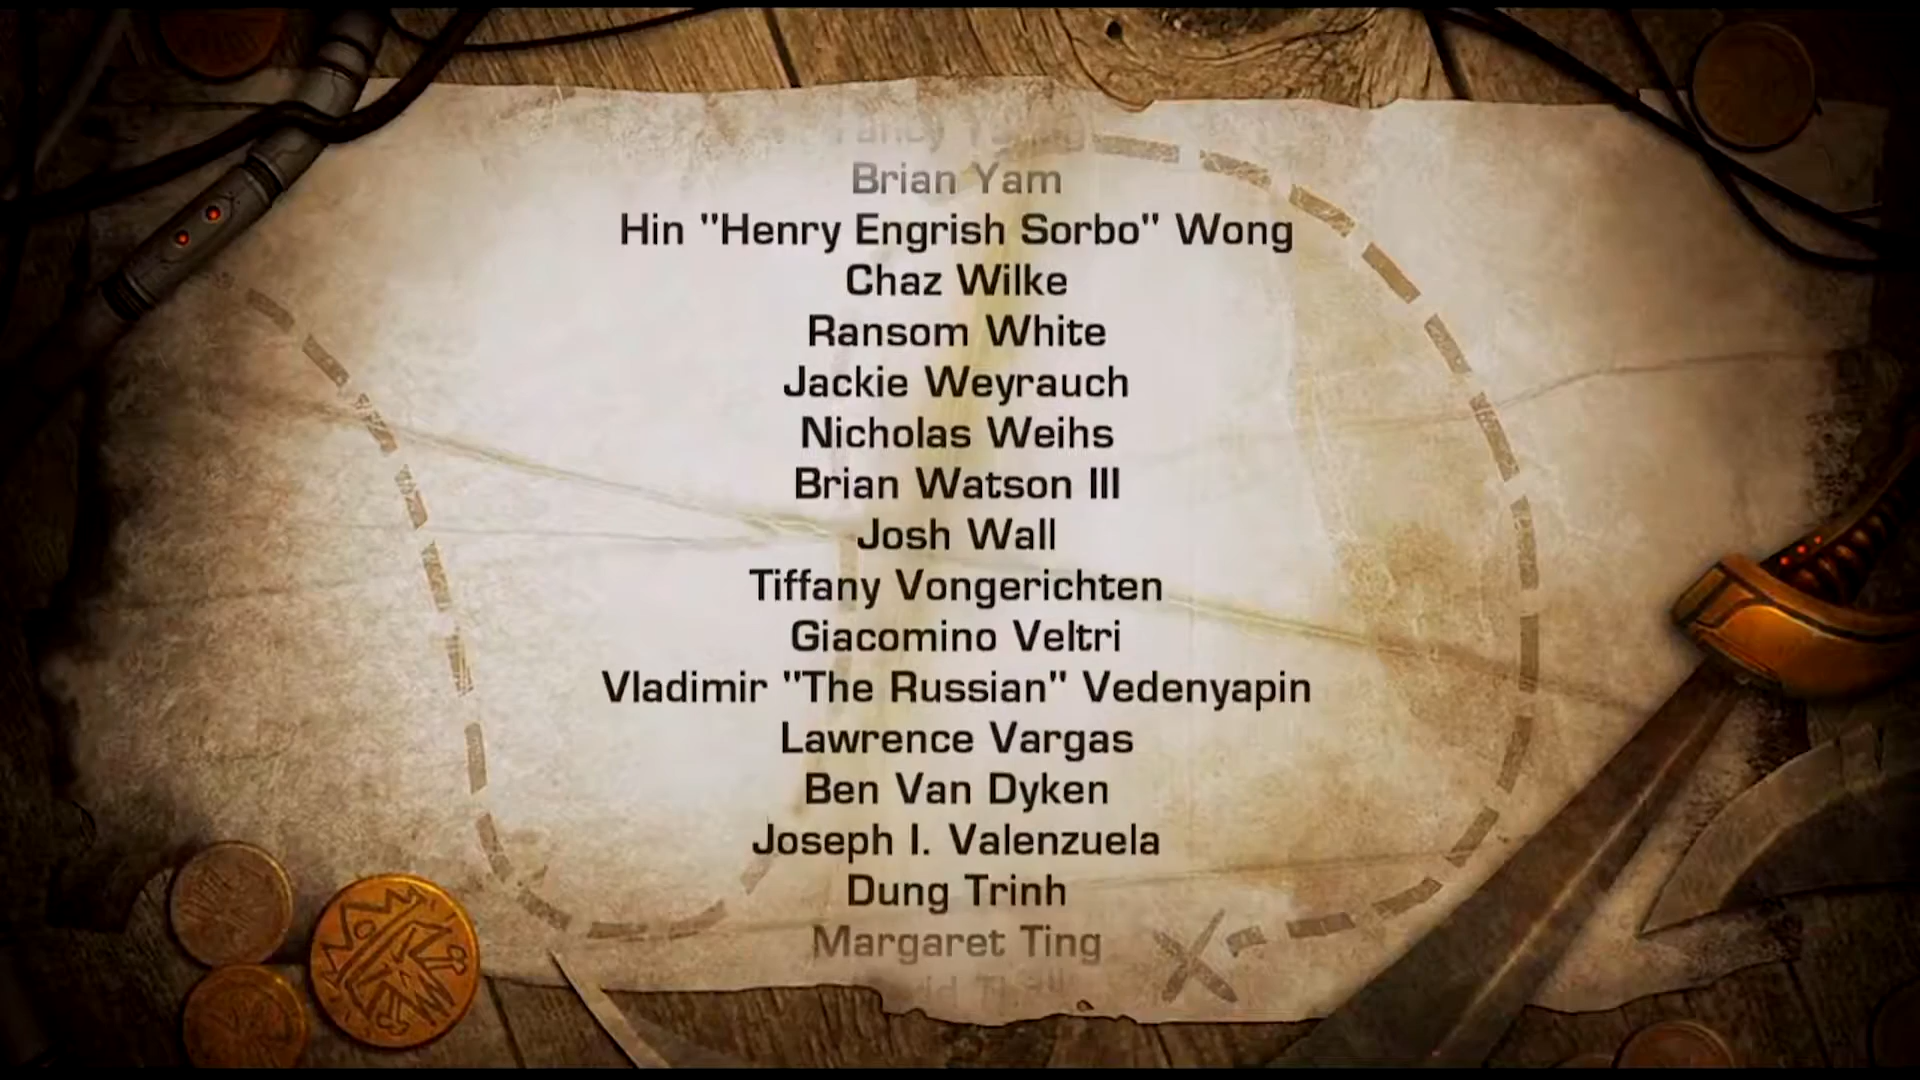 Brian Yam
Hin "Henry Engrish Sorbo" Wong
Chaz Wilke
Ransom White
Jackie Weyrauch
Nicholas Weihs
Brian Watson III
Josh Wall
Tiffany Vongerichten
Giacomino Veltri
Vladimir "The Russian" Vedenyapin
Lawrence Vargas
Ben Van Dyken
Joseph I. Valenzuela
Dung Trinh
Margaret Ting